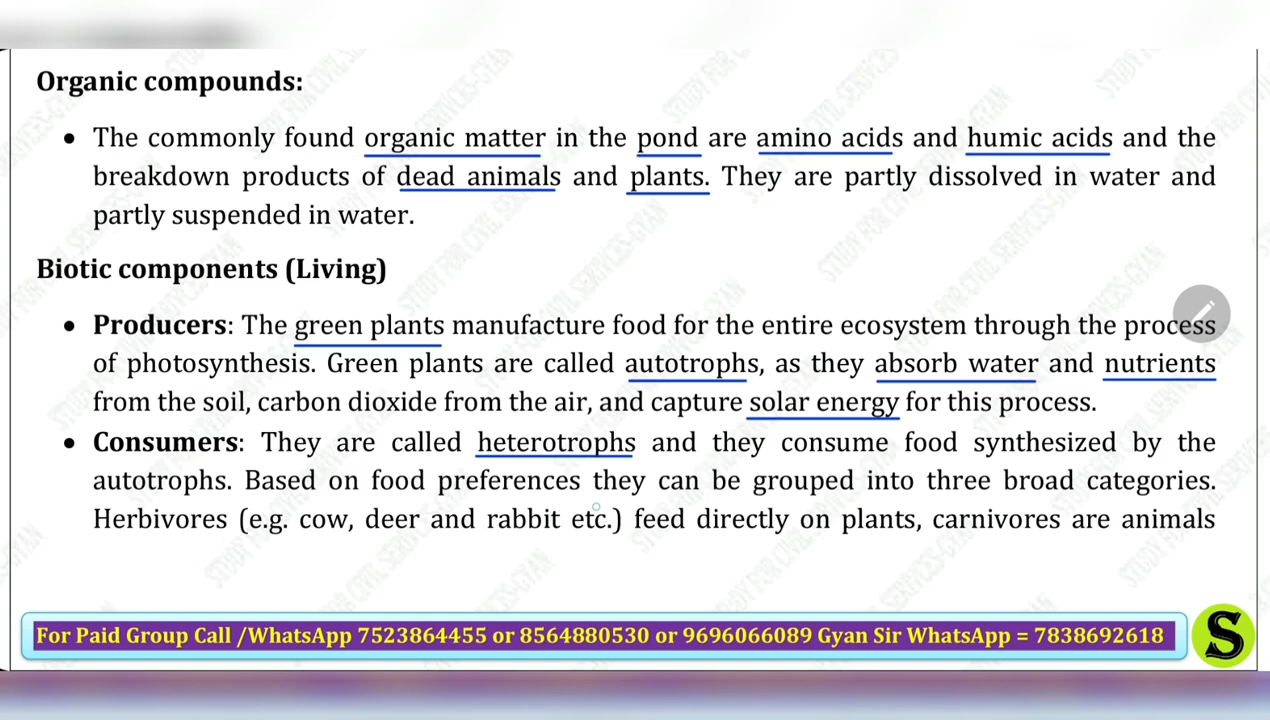 Organic compounds:
• The commonly found organic matter in the pond are amino acids and humic acids and the
breakdown products of dead animals and plants. They are partly dissolved in water and
partly suspended in water.
Biotic components (Living)
• Producers: The green plants manufacture food for the entire ecosystem through the process
of photosynthesis. Green plants are called autotrophs, as they absorb water and nutrients
from the soil, carbon dioxide from the air, and capture solar energy for this process.
• Consumers: They are called heterotrophs and they consume food synthesized by the
autotrophs. Based on food preferences they can be grouped into three broad categories.
Herbivores (e.g. cow, deer and rabbit etc.) feed directly on plants, carnivores are animals
For Paid Group Call /WhatsApp 7523864455 or 8564880530 or 9696066089 Gyan Sir WhatsApp = 7838692618
S